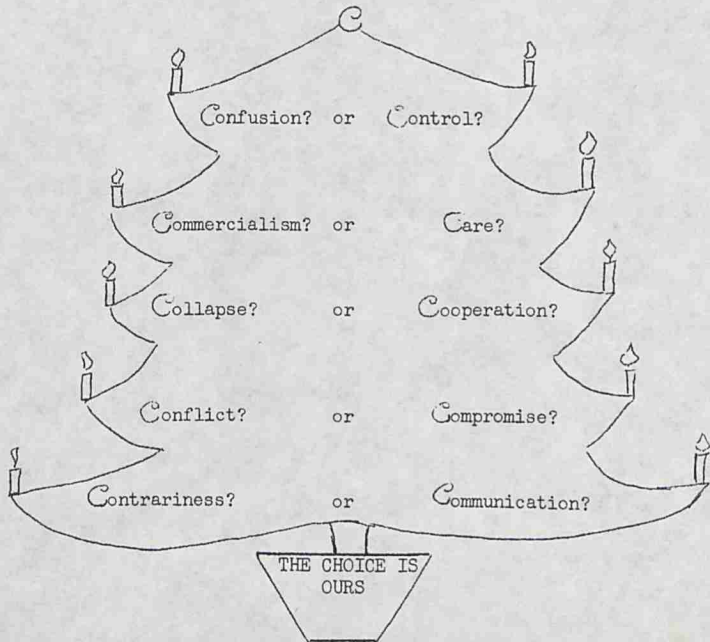 C
Confusion? or Control?
Commercialism? or Care?
Collapse? or Cooperation?
Conflict? or Compromise?
Contrariness? or Communication?
THE CHOICE IS
OURS